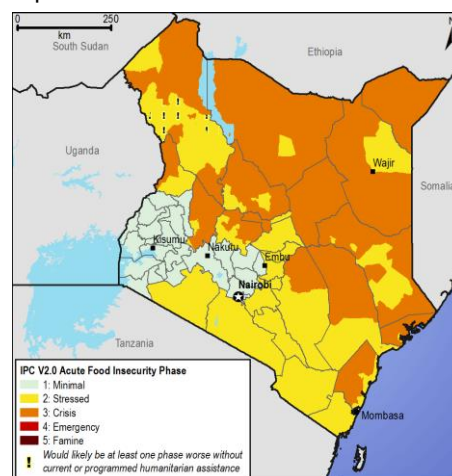 0
250
km
South Sudan
Ethiopia
Uganda
Wajir
Somalia
Kisumu
Nakuru
Embu
Nairobi
Tanzania
Mombasa
IPC V2.0 Acute Food Insecurity Phase
1: Minimal
2: Stressed
3: Crisis
4: Emergency
5: Famine
! Would likely be at least one phase worse without
current or programmed humanitarian assistance